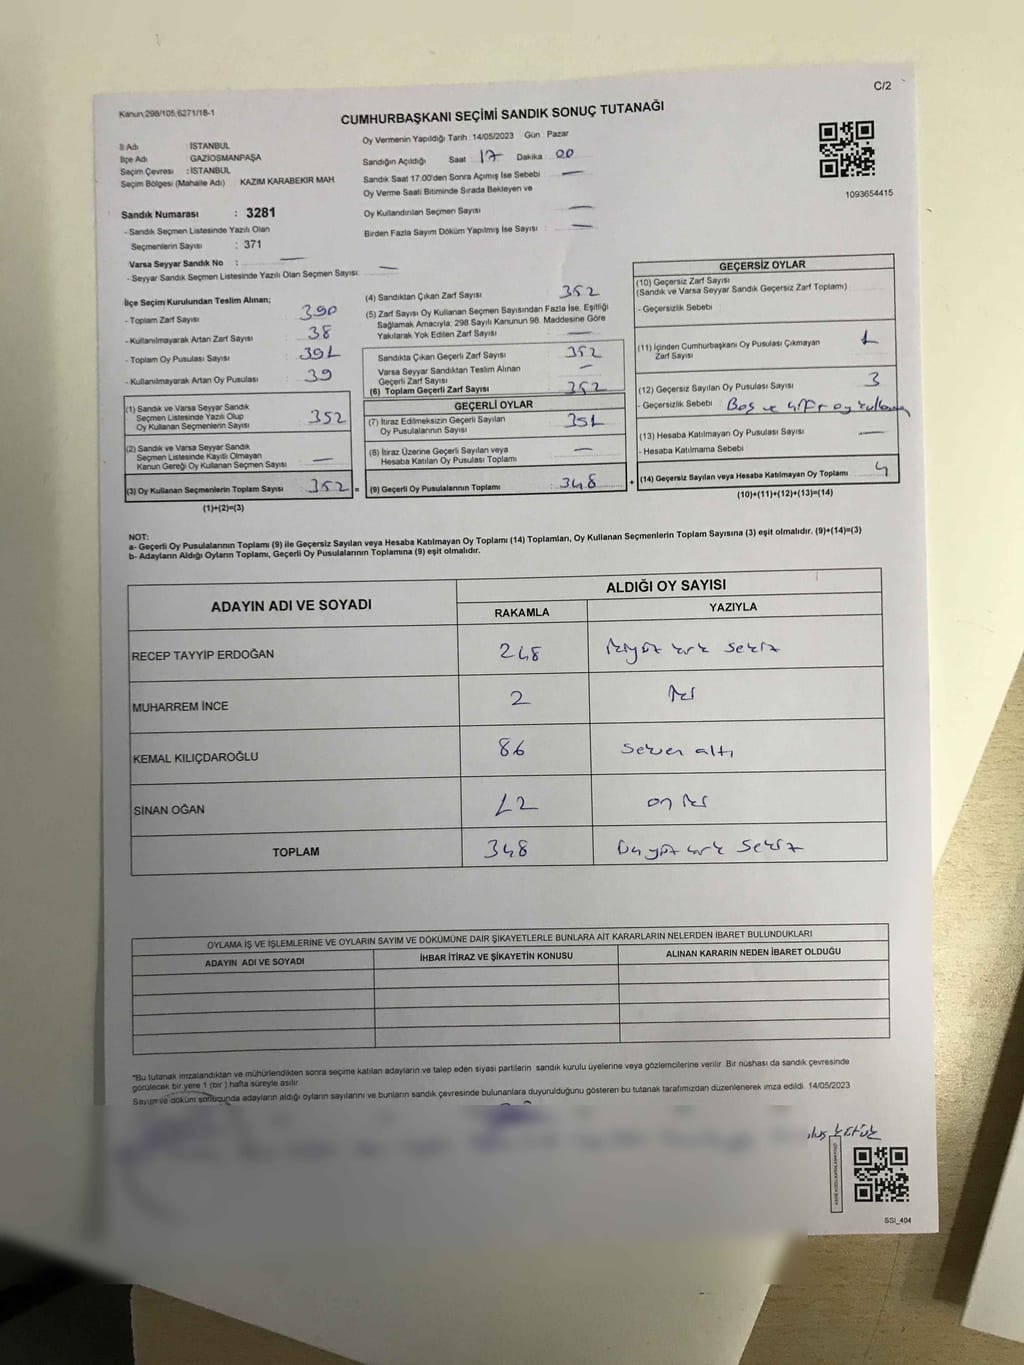 C/2
Kanun:298/105,6271/18-1
CUMHURBAŞKANI SEÇİMİ SANDIK SONUÇ TUTANAĞI
İl Adı : İSTANBUL
İlçe Adı : GAZİOSMANPAŞA
Seçim Çevresi : İSTANBUL
Seçim Bölgesi (Mahalle Adı) KAZIM KARABEKIR MAH
Sandık Numarası : 3281
- Sandık Seçmen Listesinde Yazılı Olan
Seçmenlerin Sayısı : 371
Varsa Seyyar Sandık No : —
- Seyyar Sandık Seçmen Listesinde Yazılı Olan Seçmen Sayısı: —
Oy Vermenin Yapıldığı Tarih :14/05/2023 Gün : Pazar
Sandığın Açıldığı Saat 17 Dakika 00
Sandık Saat 17:00'den Sonra Açımış İse Sebebi —
Oy Verme Saati Bitiminde Sırada Bekleyen ve
Oy Kullandırılan Seçmen Sayısı —
Birden Fazla Sayım Döküm Yapılmış İse Sayısı : —
1093654415
İlçe Seçim Kurulundan Teslim Alınan;
- Toplam Zarf Sayısı : 390
- Kullanılmayarak Artan Zarf Sayısı : 38
- Toplam Oy Pusulası Sayısı : 391
- Kullanılmayarak Artan Oy Pusulası : 39
(1) Sandık ve Varsa Seyyar Sandık
Seçmen Listesinde Yazılı Olup
Oy Kullanan Seçmenlerin Sayısı : 352
(2) Sandık ve Varsa Seyyar Sandık
Seçmen Listesinde Kayıtlı Olmayan
Kanun Gereği Oy Kullanan Seçmen Sayısı : —
(3) Oy Kullanan Seçmenlerin Toplam Sayısı : 352 =
(1)+(2)=(3)
(4) Sandıktan Çıkan Zarf Sayısı : 352
(5) Zarf Sayısı Oy Kullanan Seçmen Sayısından Fazla İse, Eşitliği
Sağlamak Amacıyla; 298 Sayılı Kanunun 98. Maddesine Göre
Yakılarak Yok Edilen Zarf Sayısı : —
Sandıkta Çıkan Geçerli Zarf Sayısı : 352
Varsa Seyyar Sandıktan Teslim Alınan
Geçerli Zarf Sayısı : —
(6) Toplam Geçerli Zarf Sayısı : 352
GEÇERLİ OYLAR
(7) İtiraz Edilmeksizin Geçerli Sayılan
Oy Pusulalarının Sayısı : 351
(8) İtiraz Üzerine Geçerli Sayılan veya
Hesaba Katılan Oy Pusulası Toplamı : —
(9) Geçerli Oy Pusulalarının Toplamı : 348 +
GEÇERSİZ OYLAR
(10) Geçersiz Zarf Sayısı
(Sandık ve Varsa Seyyar Sandık Geçersiz Zarf Toplamı)
- Geçersizlik Sebebi
(11) İçinden Cumhurbaşkanı Oy Pusulası Çıkmayan
Zarf Sayısı 1
(12) Geçersiz Sayılan Oy Pusulası Sayısı 3
- Geçersizlik Sebebi Boş ve çift oy
(13) Hesaba Katılmayan Oy Pusulası Sayısı —
- Hesaba Katılmama Sebebi
(14) Geçersiz Sayılan veya Hesaba Katılmayan Oy Toplamı 4
(10)+(11)+(12)+(13)=(14)
NOT:
a- Geçerli Oy Pusulalarının Toplamı (9) ile Geçersiz Sayılan veya Hesaba Katılmayan Oy Toplamı (14) Toplamları, Oy Kullanan Seçmenlerin Toplam Sayısına (3) eşit olmalıdır. (9)+(14)=(3)
b- Adayların Aldığı Oyların Toplamı, Geçerli Oy Pusulalarının Toplamına (9) eşit olmalıdır.
ADAYIN ADI VE SOYADI
ALDIĞI OY SAYISI
RAKAMLA YAZIYLA
RECEP TAYYİP ERDOĞAN 248 ikiyüz kırk sekiz
MUHARREM İNCE 2 iki
KEMAL KILIÇDAROĞLU 86 seksen altı
SİNAN OĞAN 12 on iki
TOPLAM 348 üçyüz kırk sekiz
OYLAMA İŞ VE İŞLEMLERİNE VE OYLARIN SAYIM VE DÖKÜMÜNE DAİR ŞİKAYETLERLE BUNLARA AİT KARARLARIN NELERDEN İBARET BULUNDUKLARI
ADAYIN ADI VE SOYADI İHBAR İTİRAZ VE ŞİKAYETİN KONUSU ALINAN KARARIN NEDEN İBARET OLDUĞU
*Bu tutanak imzalandıktan ve mühürlendikten sonra seçime katılan adayların ve talep eden siyasi partilerin sandık kurulu üyelerine veya gözlemcilerine verilir. Bir nüshası da sandık çevresinde
görülecek bir yere 1 (bir ) hafta süreyle asılır.
Sayım ve döküm sonucunda adayların aldığı oyların sayılarını ve bunların sandık çevresinde bulunanlara duyurulduğunu gösteren bu tutanak tarafımızdan düzenlenerek imza edildi. 14/05/2023
SSI_404